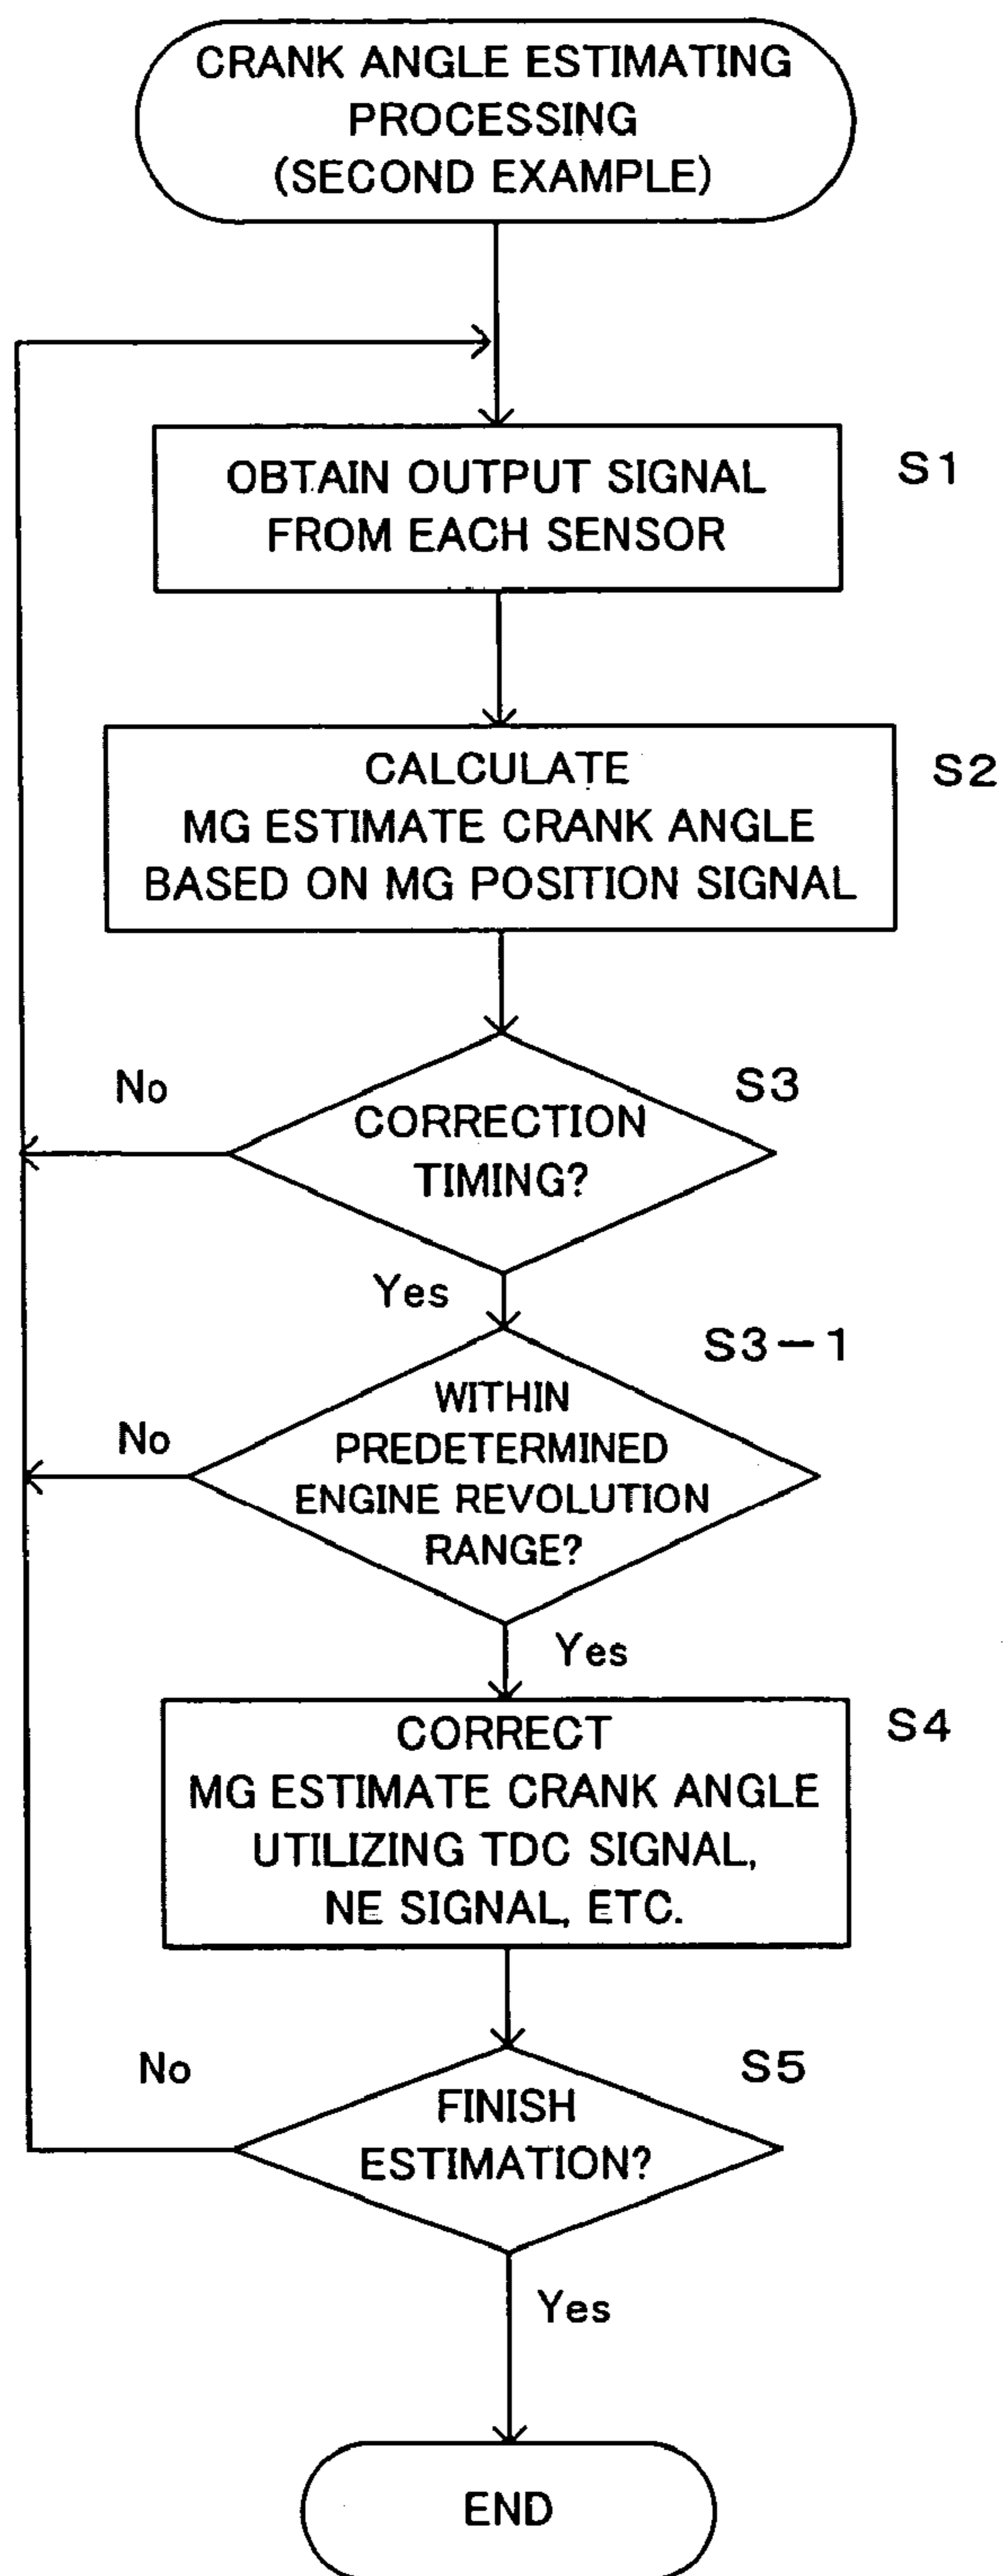 CRANK ANGLE ESTIMATING
PROCESSING
(SECOND EXAMPLE)
OBTAIN OUTPUT SIGNAL
FROM EACH SENSOR
S1
CALCULATE
MG ESTIMATE CRANK ANGLE
BASED ON MG POSITION SIGNAL
S2
No
CORRECTION
TIMING?
S3
Yes
S3-1
No
WITHIN
PREDETERMINED
ENGINE REVOLUTION
RANGE?
Yes
CORRECT
MG ESTIMATE CRANK ANGLE
UTILIZING TDC SIGNAL,
NE SIGNAL, ETC.
S4
No
FINISH
ESTIMATION?
S5
Yes
END